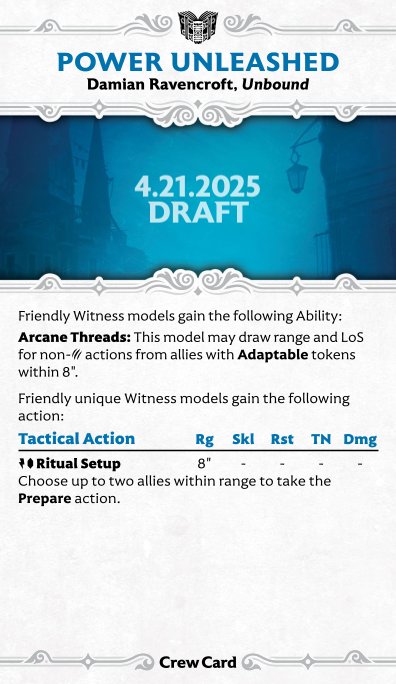 POWER UNLEASHED
Damian Ravencroft, Unbound
4.21.2025
DRAFT
Friendly Witness models gain the following Ability:
Arcane Threads: This model may draw range and LoS
for non- actions from allies with Adaptable tokens
within 8".
Friendly unique Witness models gain the following
action:
Tactical Action Rg Skl Rst TN Dmg
Ritual Setup 8" - - - -
Choose up to two allies within range to take the
Prepare action.
Crew Card